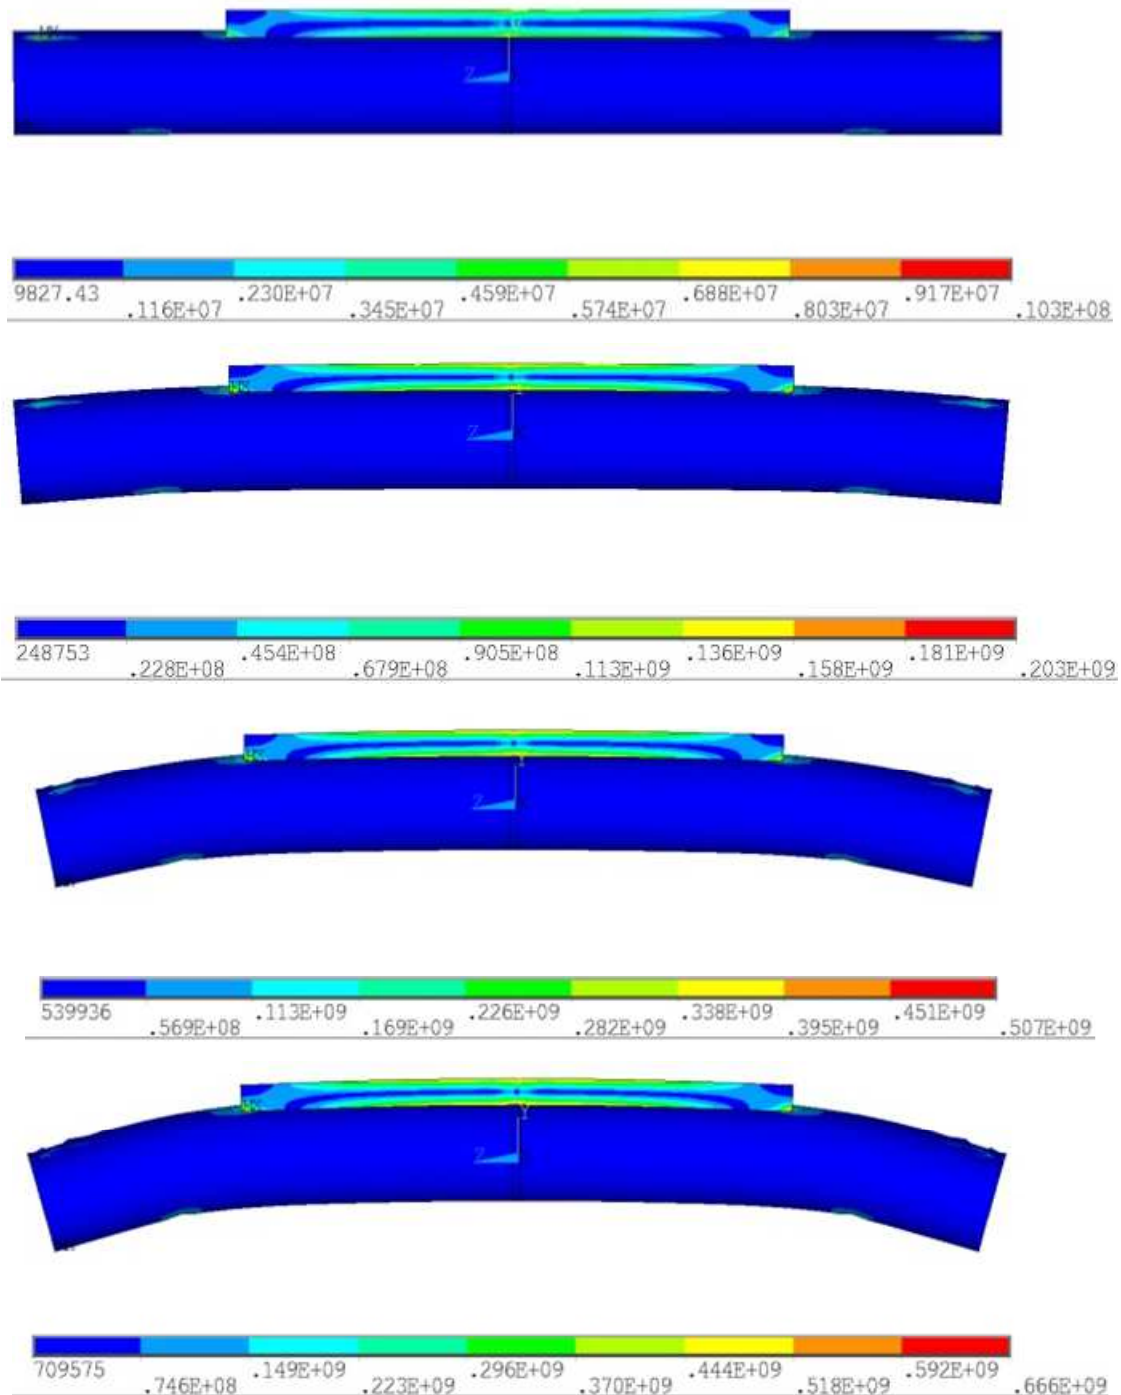 MX
Z
9827.43 .230E+07 .459E+07 .688E+07 .917E+07
.116E+07 .345E+07 .574E+07 .803E+07 .103E+08
Z
248753 .454E+08 .905E+08 .136E+09 .181E+09
.228E+08 .679E+08 .113E+09 .158E+09 .203E+09
Y
Z
539936 .113E+09 .226E+09 .338E+09 .451E+09
.569E+08 .169E+09 .282E+09 .395E+09 .507E+09
Y
Z
709575 .149E+09 .296E+09 .444E+09 .592E+09
.746E+08 .223E+09 .370E+09 .518E+09 .666E+09